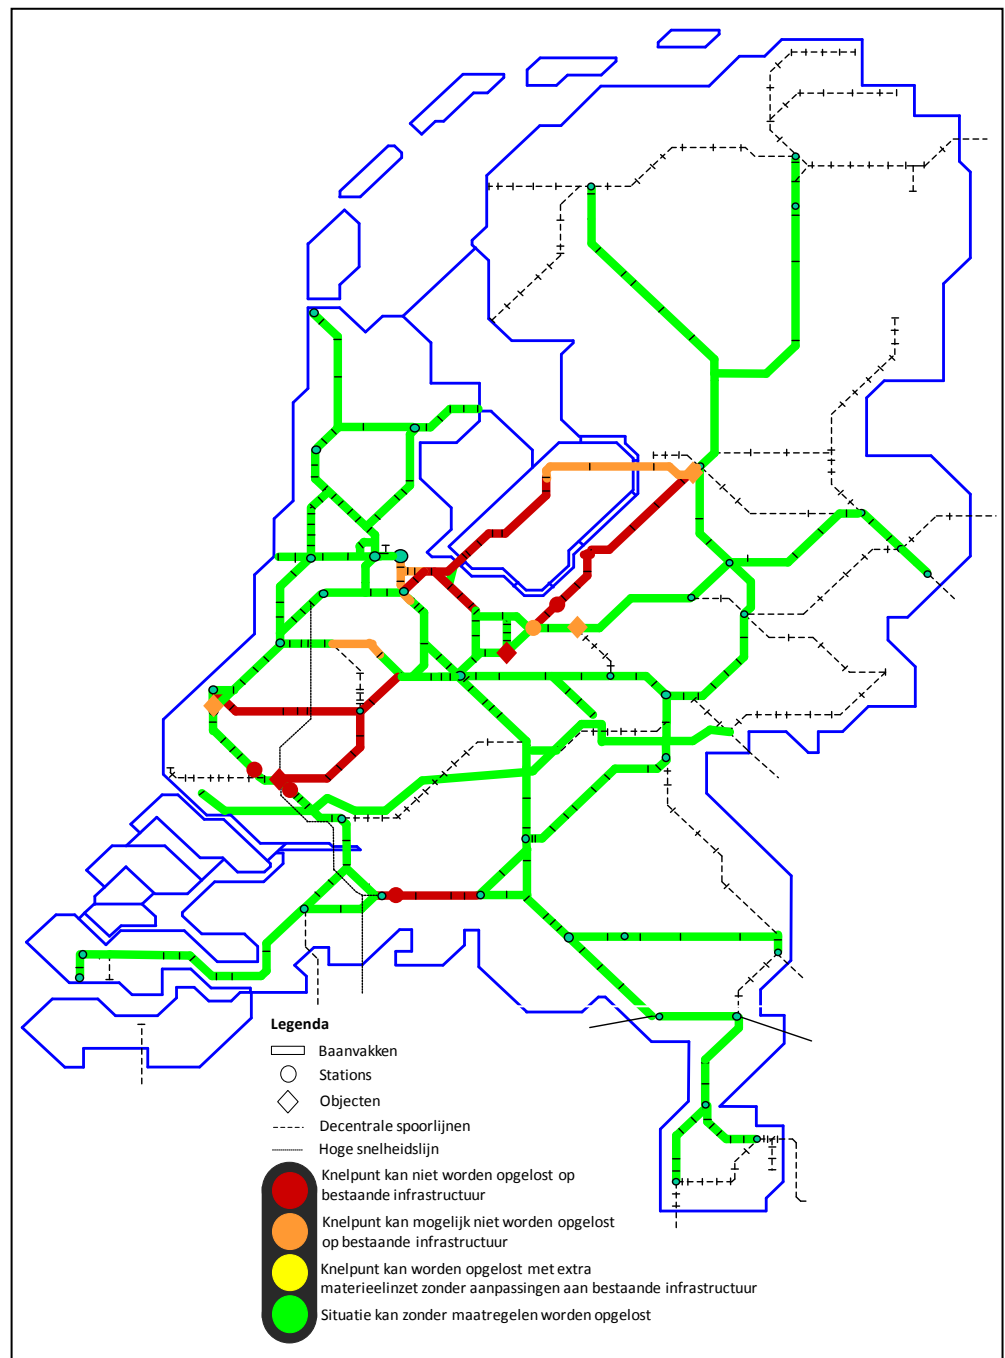 Legenda
Baanvakken
Stations
Objecten
Decentrale spoorlijnen
Hoge snelheidslijn
Knelpunt kan niet worden opgelost op
bestaande infrastructuur
Knelpunt kan mogelijk niet worden opgelost
op bestaande infrastructuur
Knelpunt kan worden opgelost met extra
materieelinzet zonder aanpassingen aan bestaande infrastructuur
Situatie kan zonder maatregelen worden opgelost